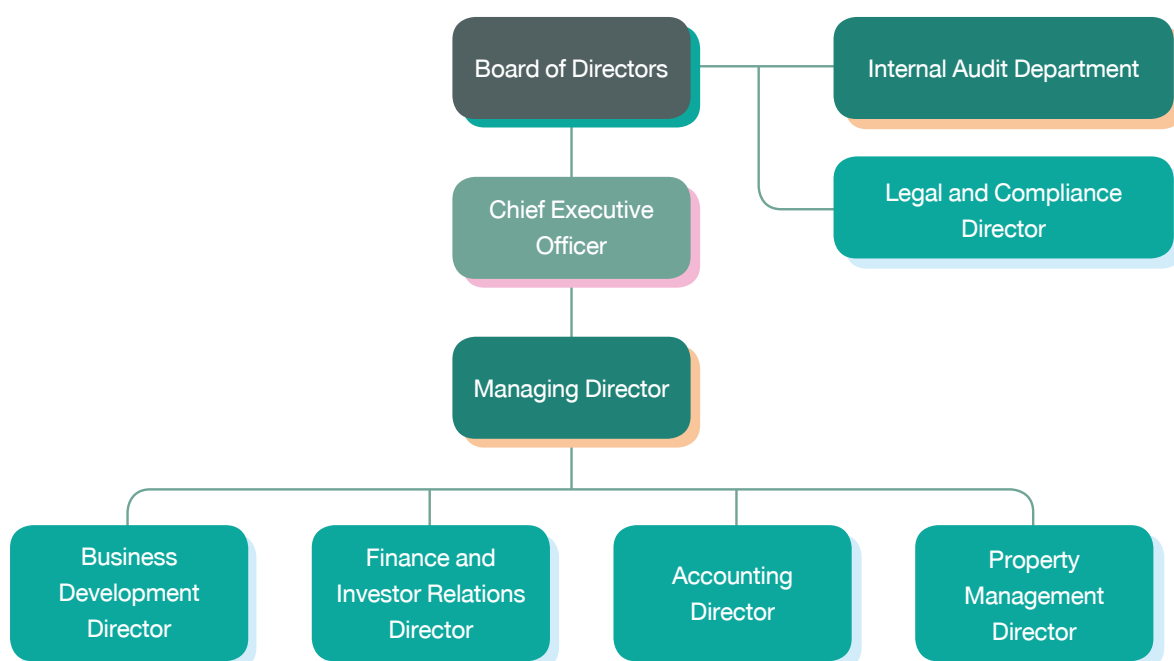 Board of Directors
Internal Audit Department
Chief Executive
Officer
Legal and Compliance
Director
Managing Director
Business
Development
Director
Finance and
Investor Relations
Director
Accounting
Director
Property
Management
Director